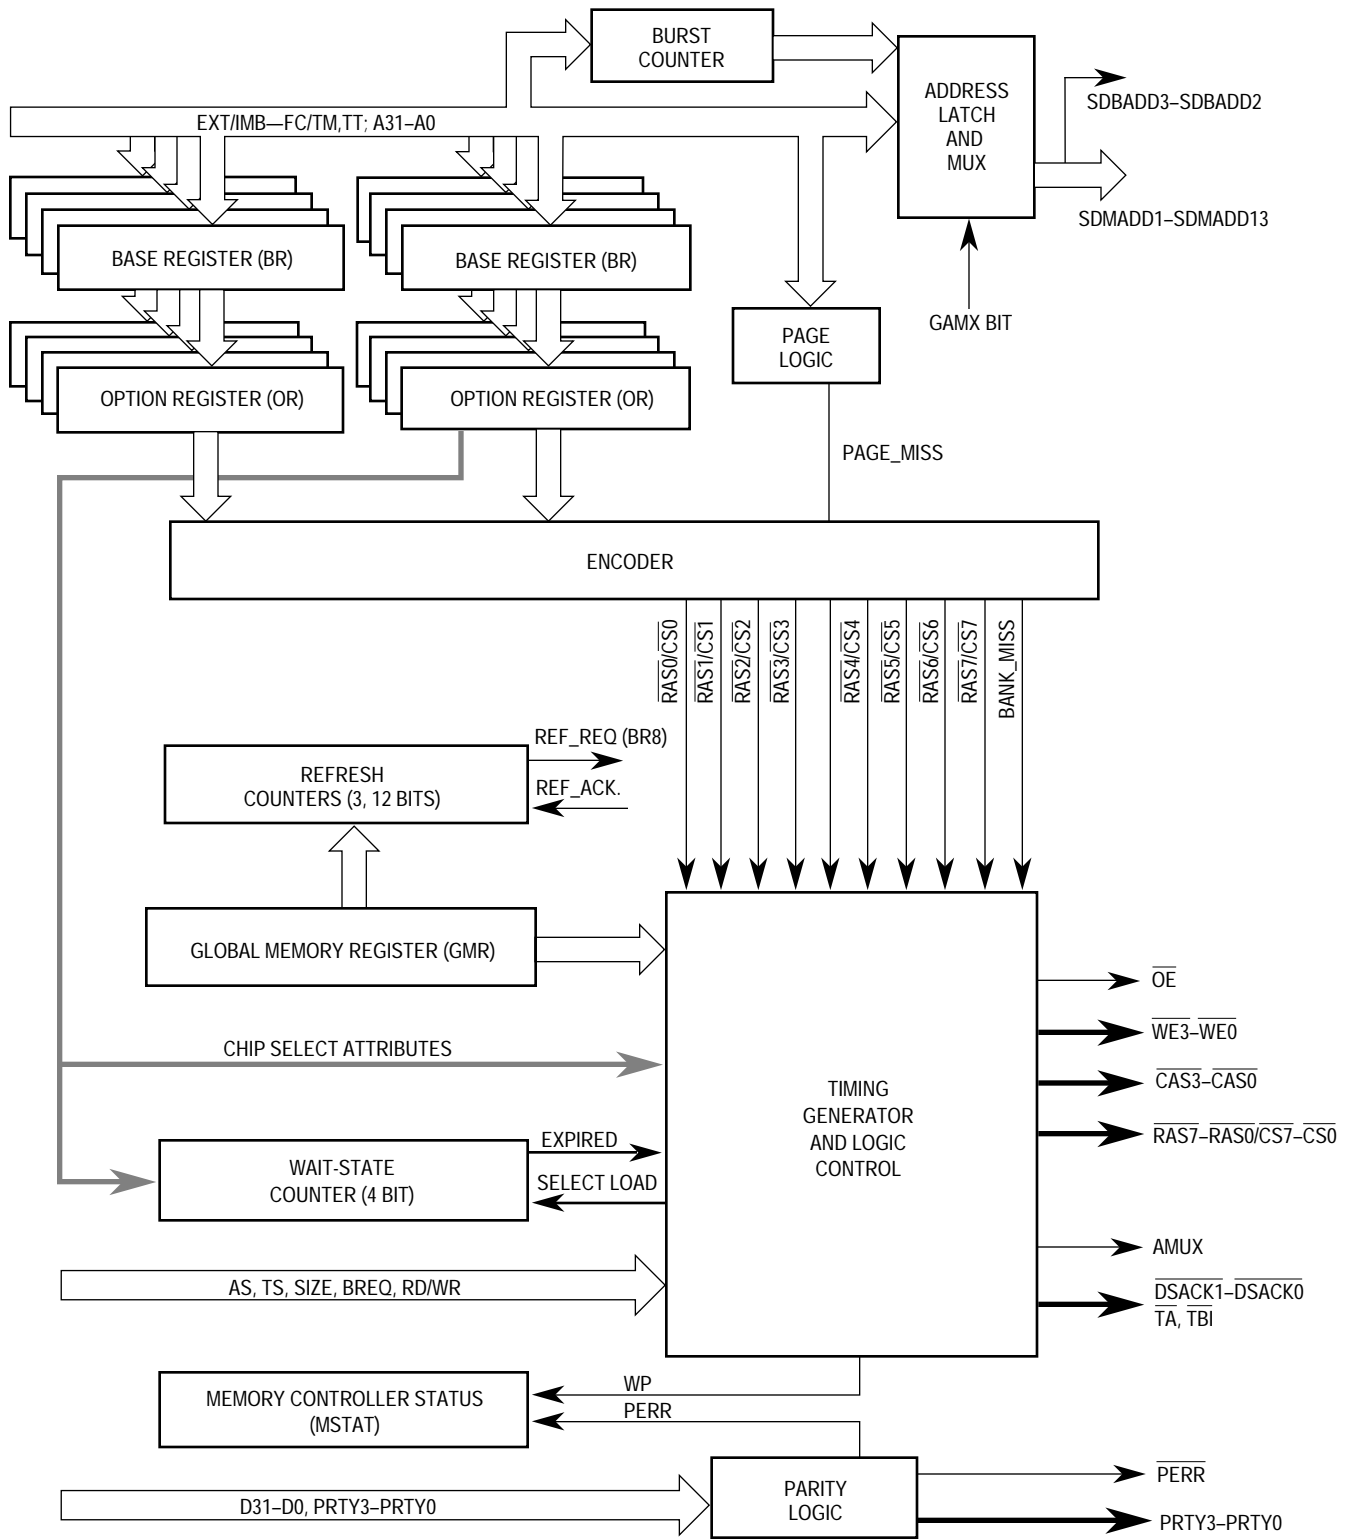 BURST
COUNTER
ADDRESS
LATCH
AND
MUX
SDBADD3–SDBADD2
EXT/IMB—FC/TM,TT; A31–A0
SDMADD1–SDMADD13
BASE REGISTER (BR)
BASE REGISTER (BR)
GAMX BIT
PAGE
LOGIC
OPTION REGISTER (OR)
OPTION REGISTER (OR)
PAGE_MISS
ENCODER
RAS0/CS0
RAS1/CS1
RAS2/CS2
RAS3/CS3
RAS4/CS4
RAS5/CS5
RAS6/CS6
RAS7/CS7
BANK_MISS
REF_REQ (BR8)
REFRESH
COUNTERS (3, 12 BITS)
REF_ACK.
GLOBAL MEMORY REGISTER (GMR)
OE
WE3–WE0
CHIP SELECT ATTRIBUTES
CAS3–CAS0
TIMING
GENERATOR
AND LOGIC
CONTROL
RAS7–RAS0/CS7–CS0
EXPIRED
WAIT-STATE
COUNTER (4 BIT)
SELECT LOAD
AMUX
AS, TS, SIZE, BREQ, RD/WR
DSACK1–DSACK0
TA, TBI
WP
MEMORY CONTROLLER STATUS
(MSTAT)
PERR
PERR
PARITY
LOGIC
D31–D0, PRTY3–PRTY0
PRTY3–PRTY0